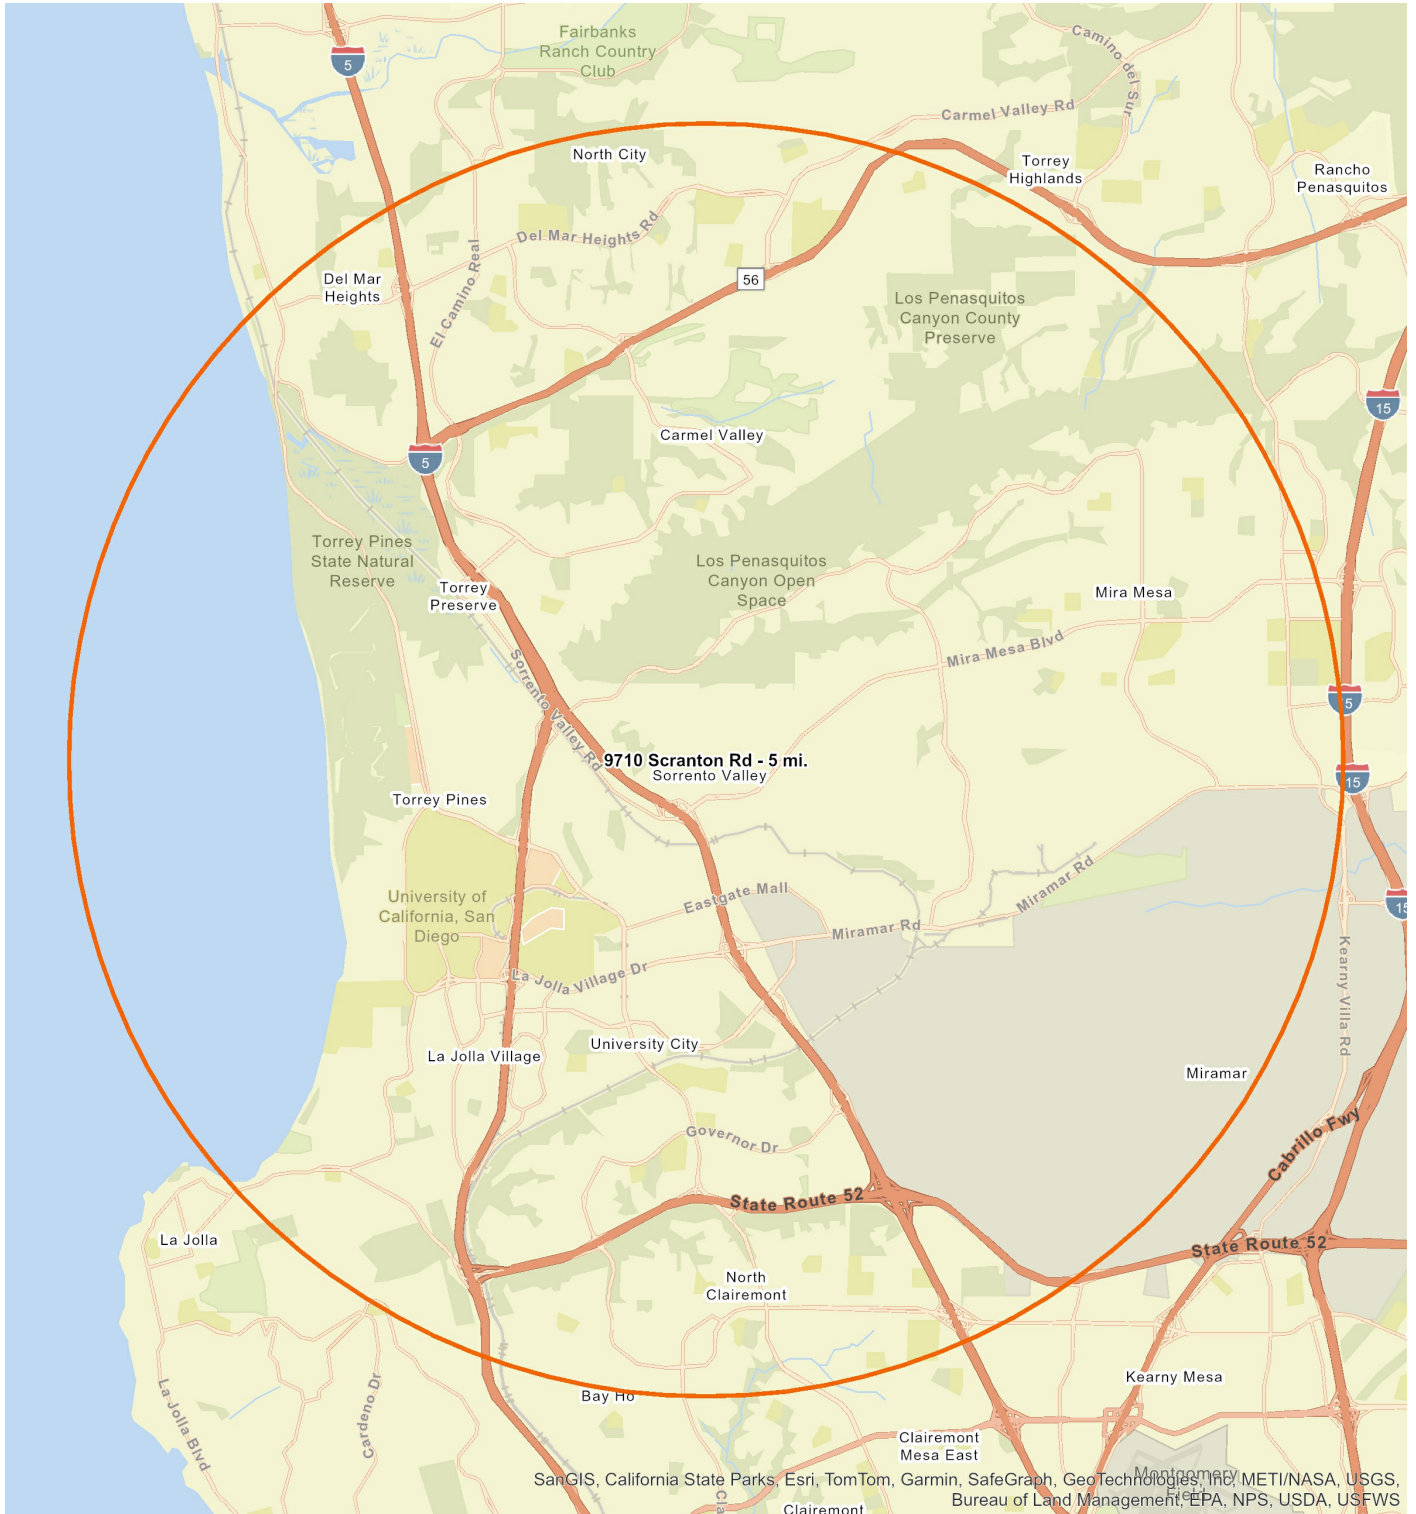 Fairbanks
Ranch Country
Club
Camino del Sur
5
Carmel Valley Rd
North City
Torrey
Highlands
Rancho
Penasquitos
Del Mar Heights Rd
El Camino Real
Del Mar
Heights
56
Los Penasquitos
Canyon County
Preserve
15
Carmel Valley
5
Torrey Pines
State Natural
Reserve
Los Penasquitos
Canyon Open
Space
Torrey
Preserve
Mira Mesa
Mira Mesa Blvd
Sorrento Valley Rd
15
9710 Scranton Rd - 5 mi.
Sorrento Valley
15
Torrey Pines
Miramar Rd
University of
California, San
Diego
Eastgate Mall
15
Miramar Rd
La Jolla Village Dr
Kearny Villa Rd
University City
La Jolla Village
Miramar
Governor Dr
Cabrillo Fwy
State Route 52
La Jolla
State Route 52
North
Clairemont
Kearny Mesa
Bay Ho
La Jolla Blvd
Cardeno Dr
Clairemont
Mesa East
Montgomery
Field
SanGIS, California State Parks, Esri, TomTom, Garmin, SafeGraph, GeoTechnologies, Inc, METI/NASA, USGS,
Bureau of Land Management, EPA, NPS, USDA, USFWS
Clairemont